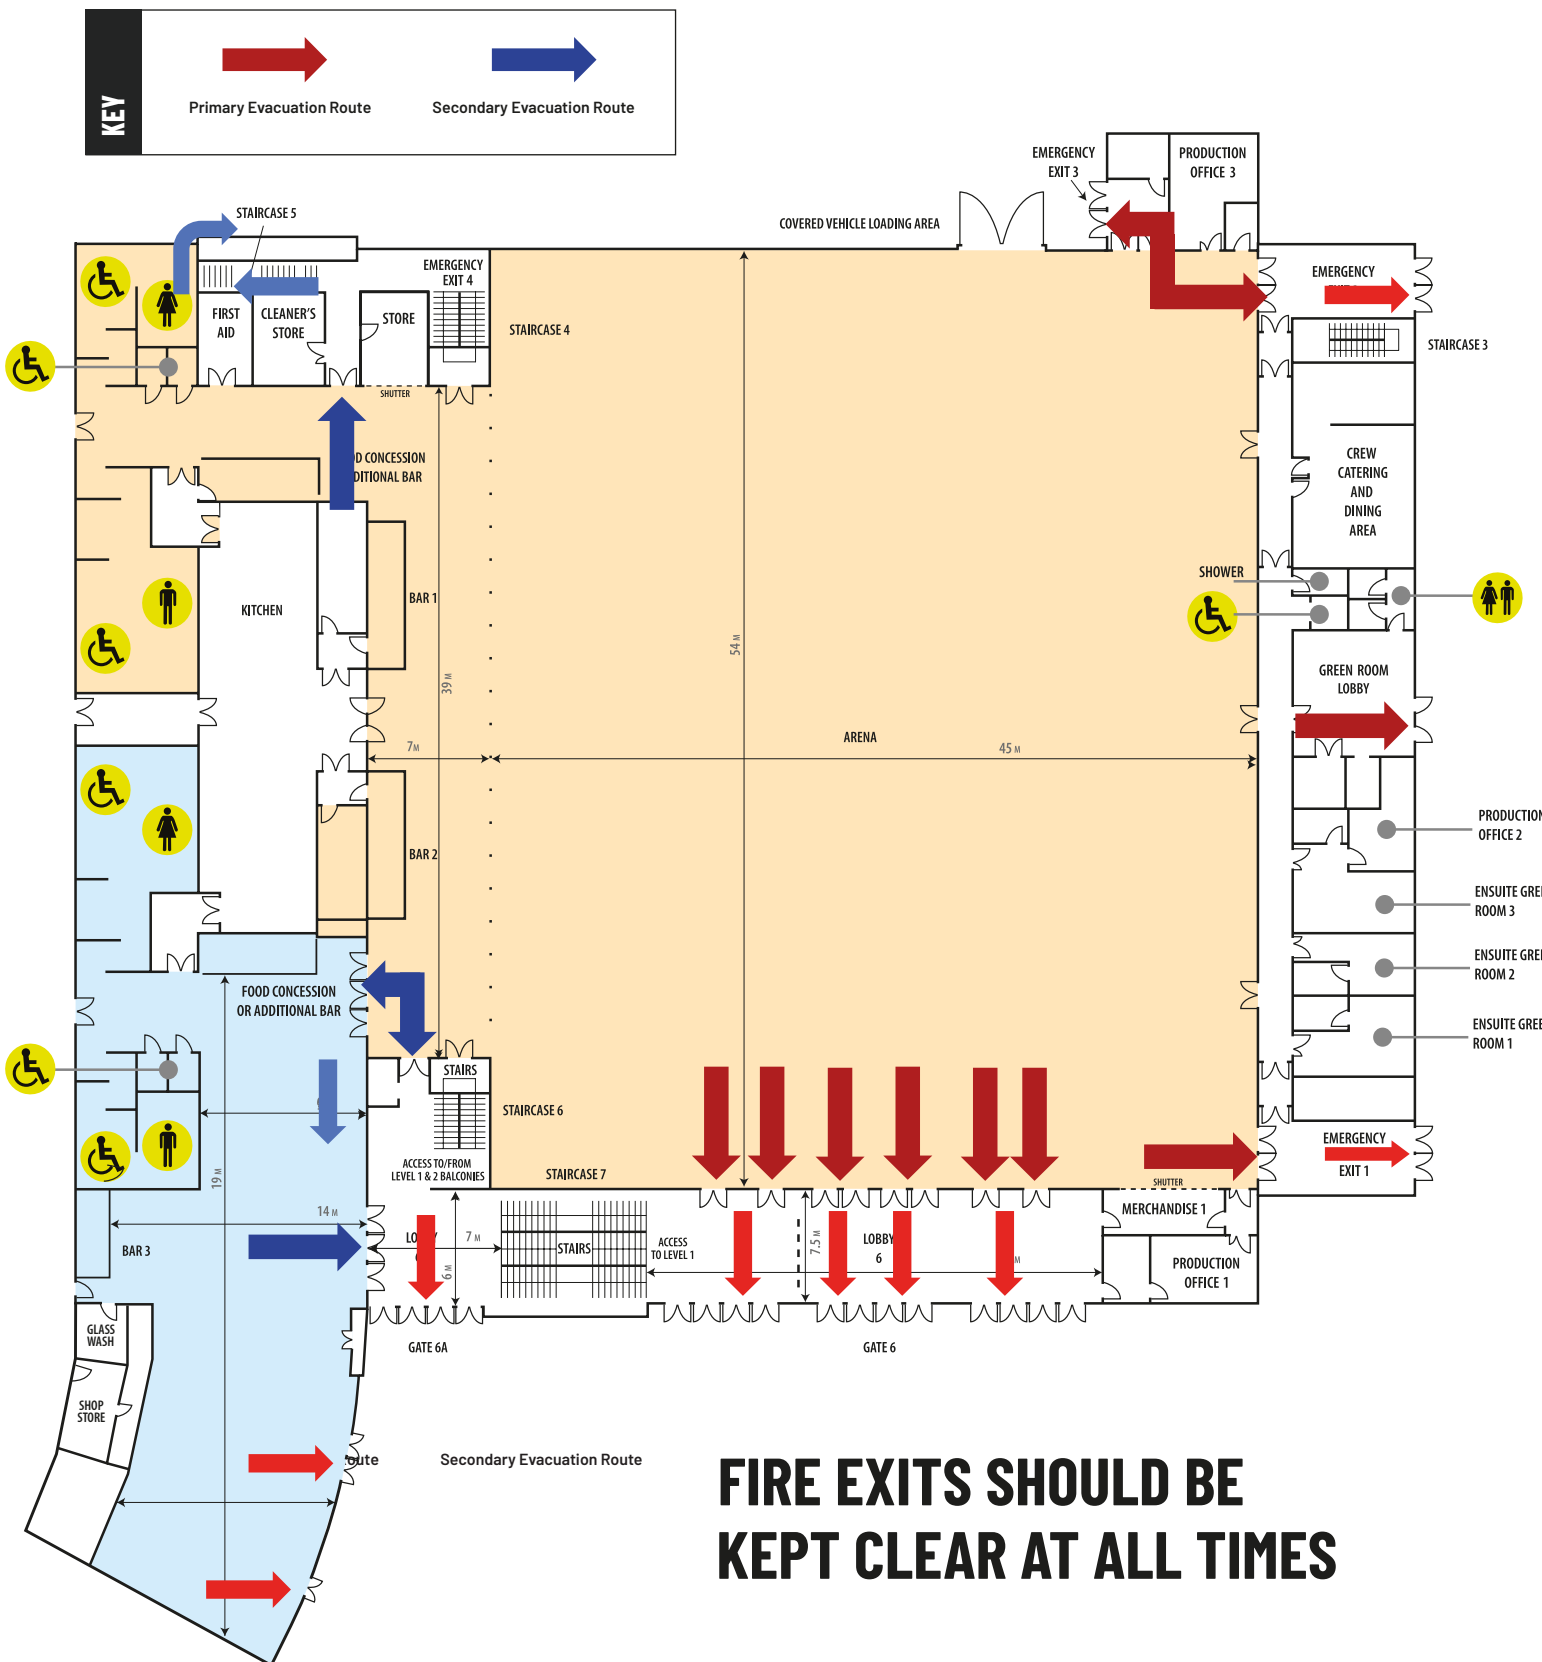 KEY
Primary Evacuation Route
Secondary Evacuation Route
EMERGENCY
EXIT 3
PRODUCTION
OFFICE 3
STAIRCASE 5
COVERED VEHICLE LOADING AREA
EMERGENCY
EXIT 4
EMERGENCY
FIRST
AID
CLEANER'S
STORE
STORE
STAIRCASE 4
STAIRCASE 3
SHUTTER
CONCESSION
BAR
CREW
CATERING
AND
DINING
AREA
SHOWER
KITCHEN
BAR 1
54 M
39 M
GREEN ROOM
LOBBY
7M
ARENA
45 M
PRODUCTION
OFFICE 2
BAR 2
ENSUITE
ROOM 3
ENSUITE
ROOM 2
FOOD CONCESSION
OR ADDITIONAL BAR
ENSUITE
ROOM 1
STAIRS
STAIRCASE 6
ACCESS TO/FROM
LEVEL 1 & 2 BALCONIES
STAIRCASE 7
EMERGENCY
EXIT 1
19 M
SHUTTER
MERCHANDISE 1
14 M
BAR 3
7 M
6 M
STAIRS
ACCESS
TO LEVEL 1
7.5 M
LOBBY
6
M
PRODUCTION
OFFICE 1
GLASS
WASH
GATE 6A
GATE 6
SHOP
STORE
Secondary Evacuation Route
FIRE EXITS SHOULD BE
KEPT CLEAR AT ALL TIMES